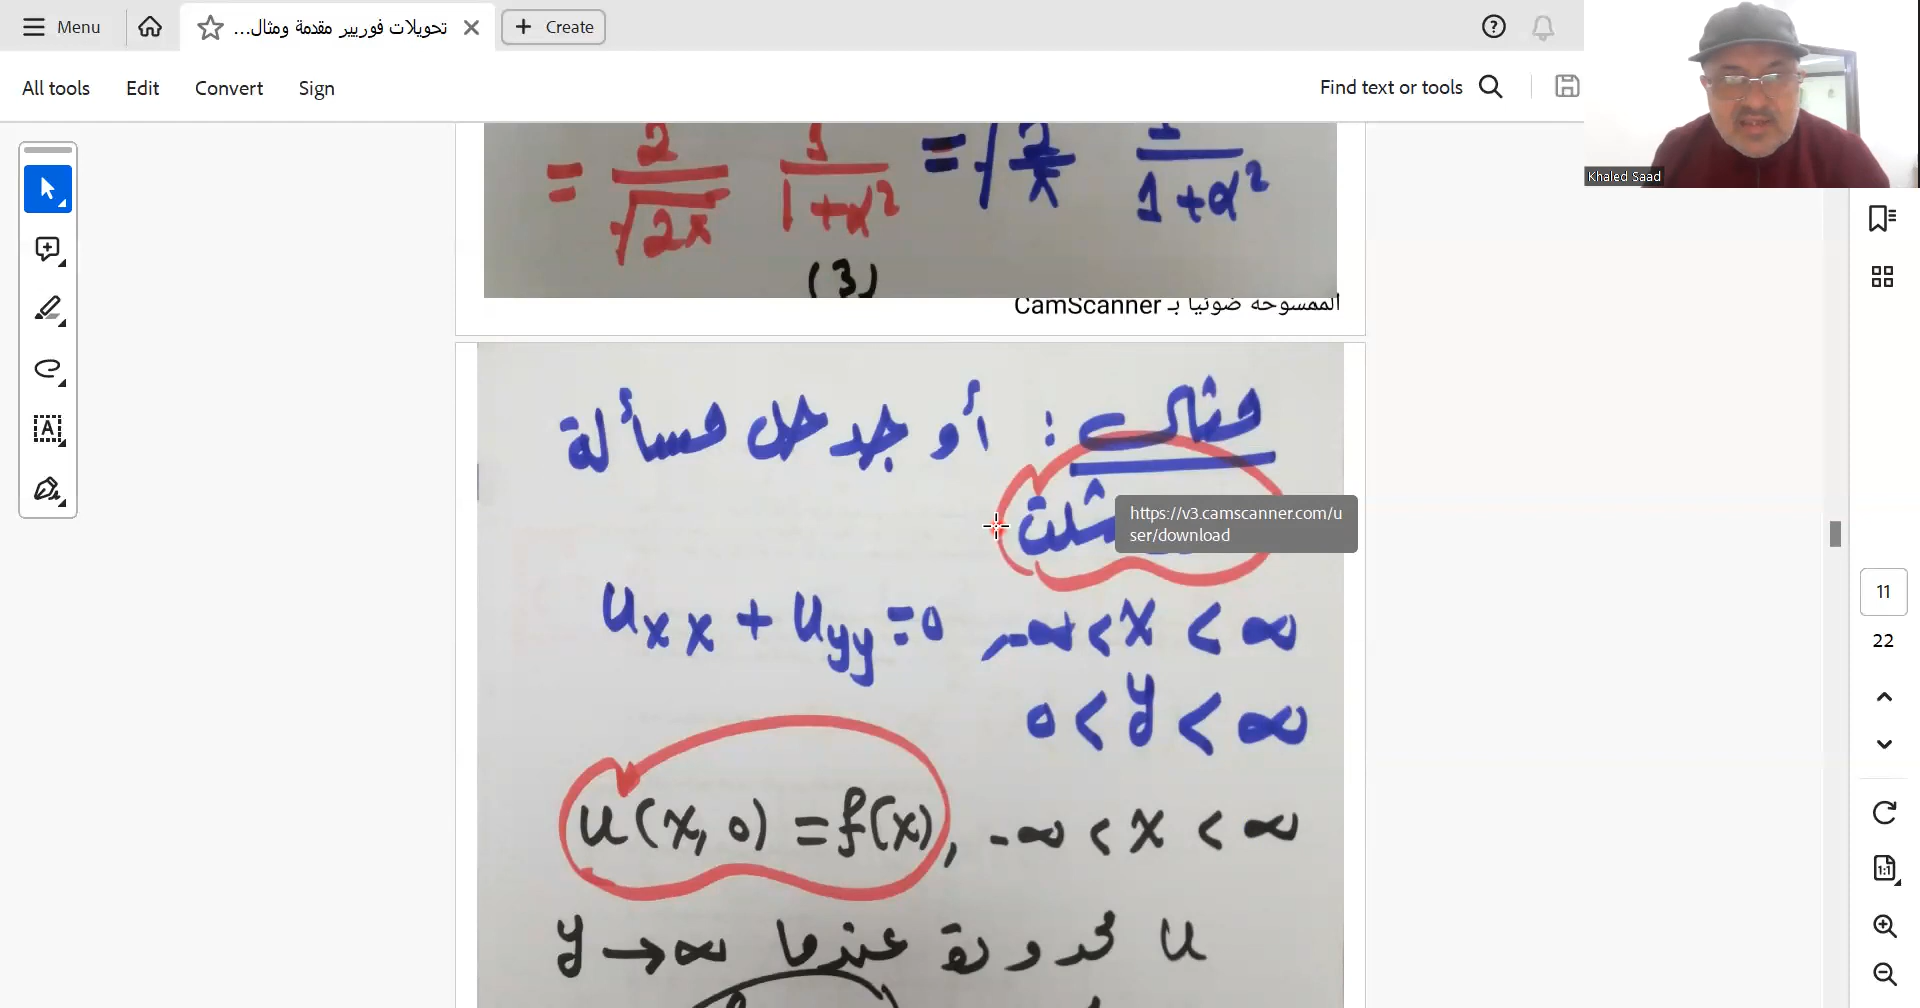 Menu
تحويلات فوريير مقدمة ومثال...
Create
All tools
Edit
Convert
Sign
Find text or tools
Khaled Saad
= 2/√2π 1/1+α² = √2/π 1/1+α²
(3)
الممسوحة ضوئيا بـ CamScanner
مثال : أوجد حل مسألة
https://v3.camscanner.com/u
ser/download
uxx + uyy = 0 , -∞ < x < ∞
0 < y < ∞
u(x, 0) = f(x), -∞ < x < ∞
u محدودة عندما y → ∞
11
22